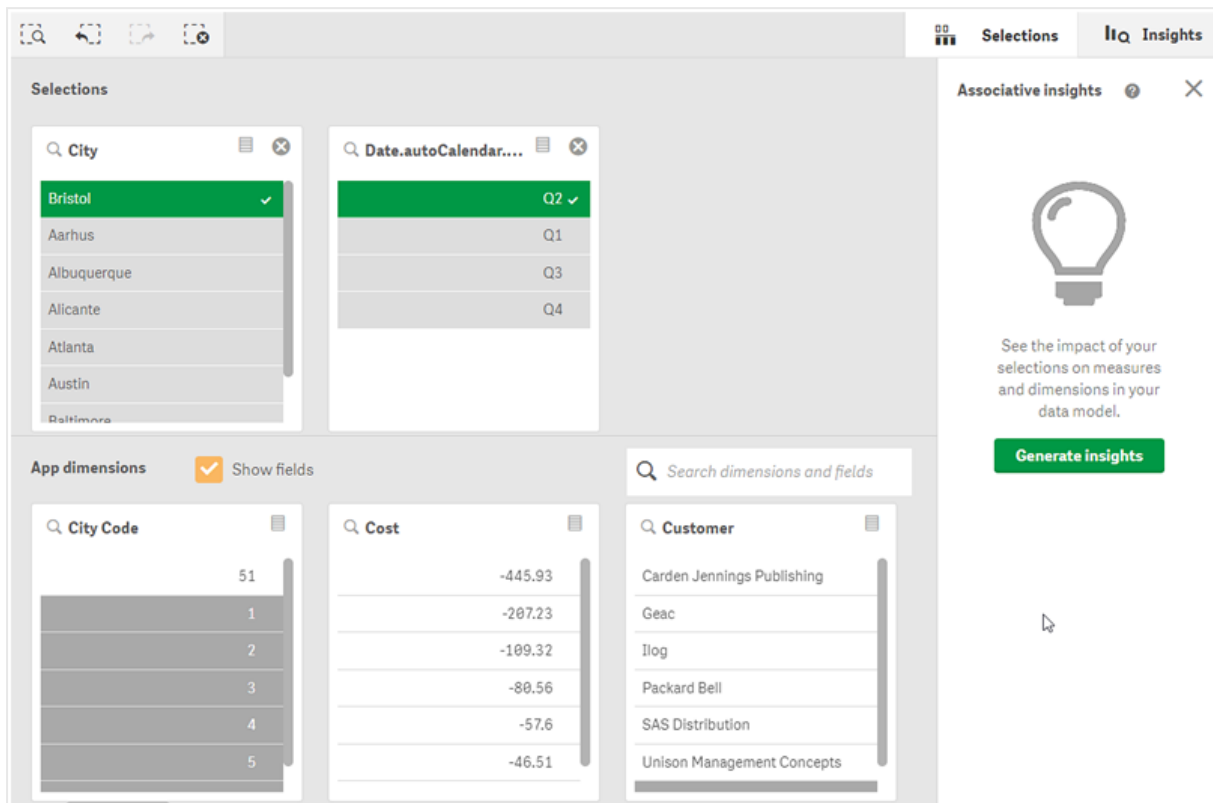 Selections
Insights
Selections
Associative insights
City
Date.autoCalendar....
Bristol
Aarhus
Albuquerque
Alicante
Atlanta
Austin
Baltimore
Q2
Q1
Q3
Q4
See the impact of your
selections on measures
and dimensions in your
data model.
Generate insights
App dimensions
Show fields
Search dimensions and fields
City Code
51
1
2
3
4
5
Cost
-445.93
-207.23
-109.32
-80.56
-57.6
-46.51
Customer
Carden Jennings Publishing
Geac
Ilog
Packard Bell
SAS Distribution
Unison Management Concepts